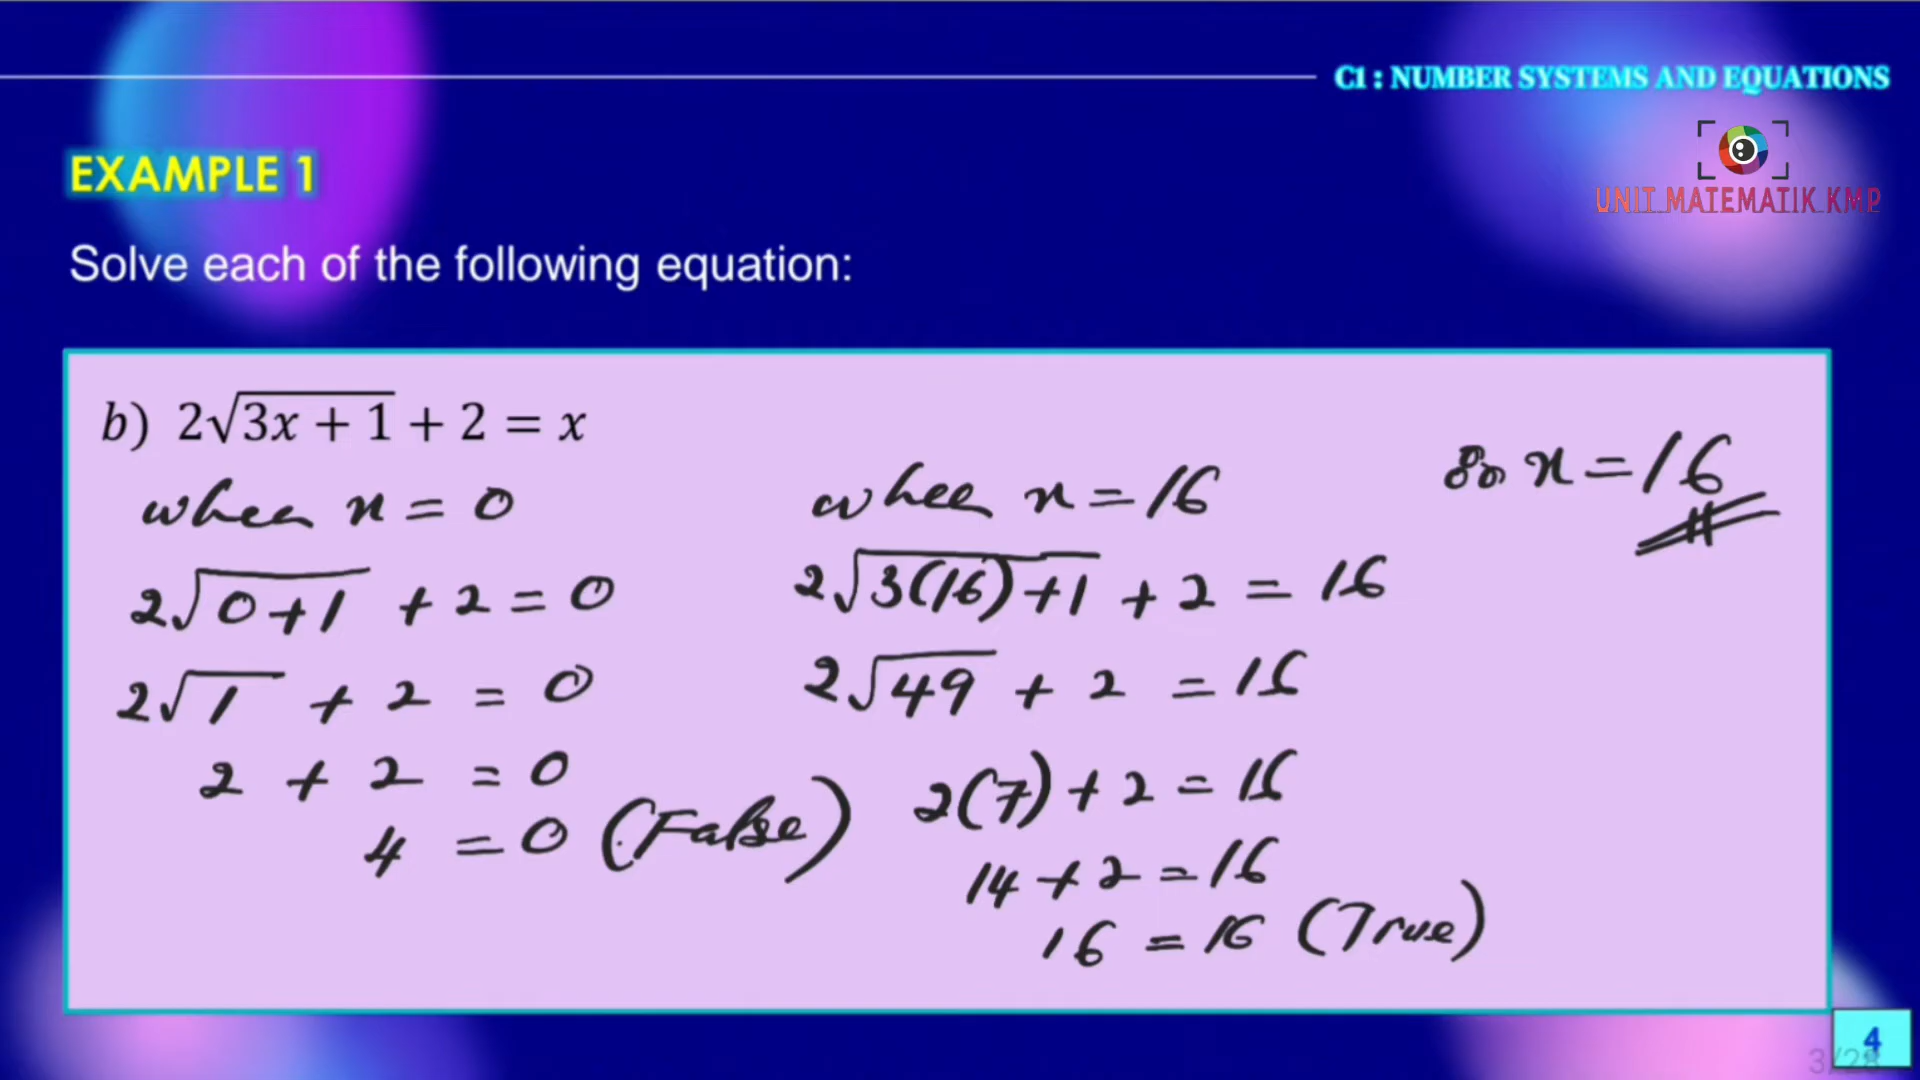 C1 : NUMBER SYSTEMS AND EQUATIONS
UNIT MATEMATIK KMP
EXAMPLE 1
Solve each of the following equation:
b) 2√(3x + 1) + 2 = x
when x = 0
2√(0+1) + 2 = 0
2√1 + 2 = 0
2 + 2 = 0
4 = 0 (False)
when x = 16
2√(3(16)+1) + 2 = 16
2√49 + 2 = 16
2(7) + 2 = 16
14 + 2 = 16
16 = 16 (True)
So x = 16
4
3/28